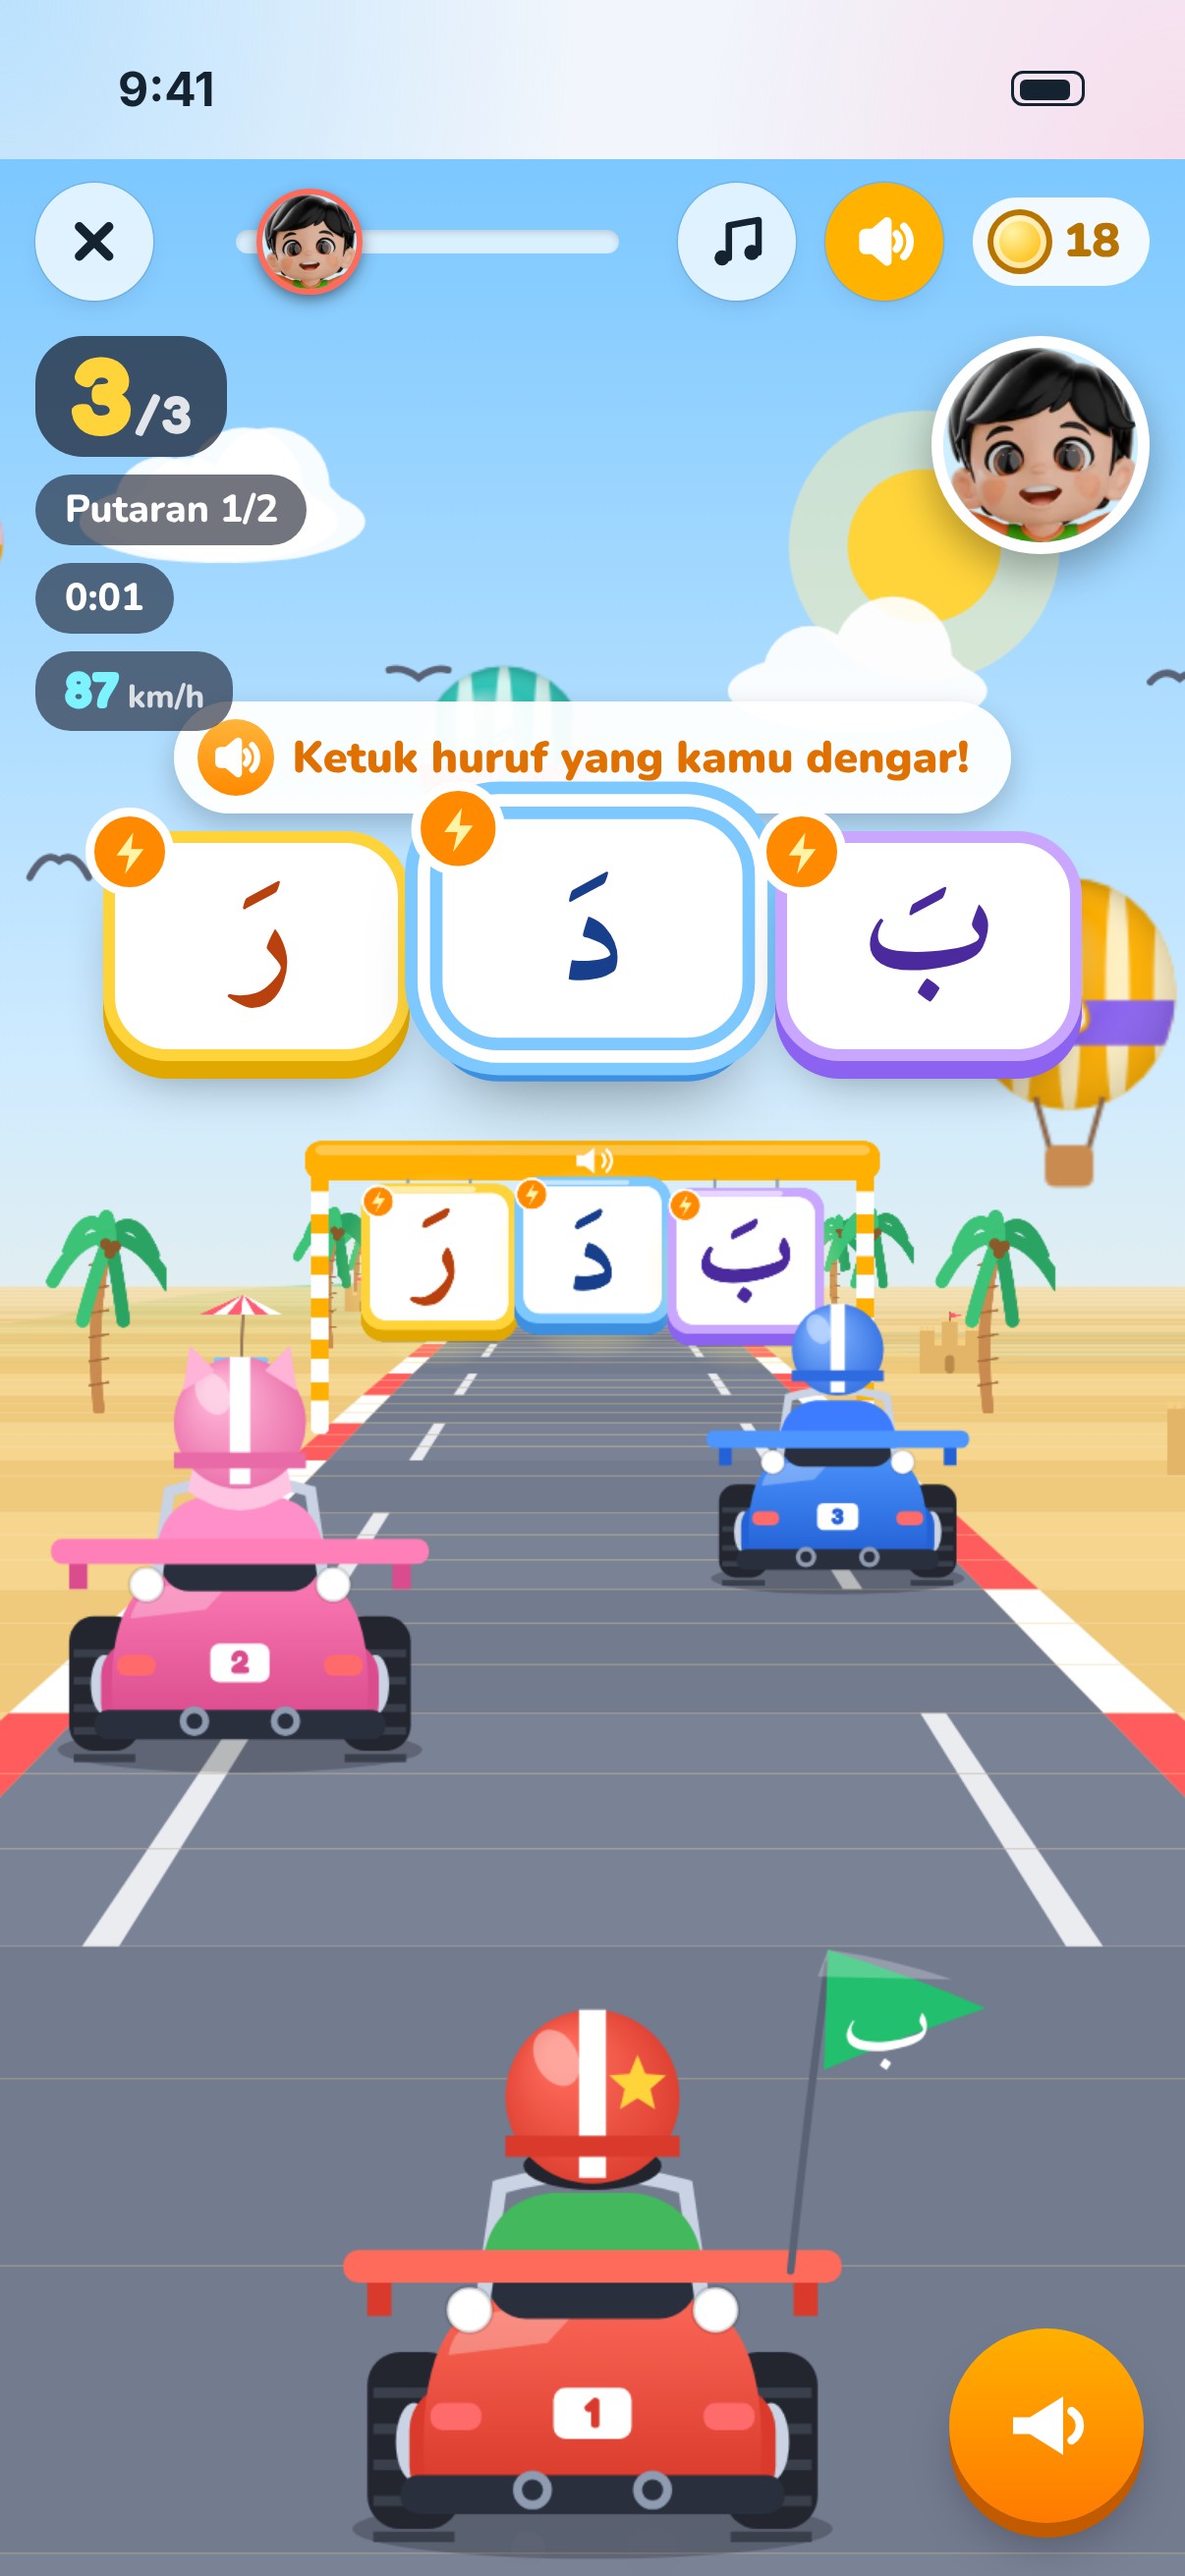 9:41
18
3/3
Putaran 1/2
0:01
87 km/h
Ketuk huruf yang kamu dengar!
رَ دَ بَ
رَ دَ بَ
3
2
ب
1